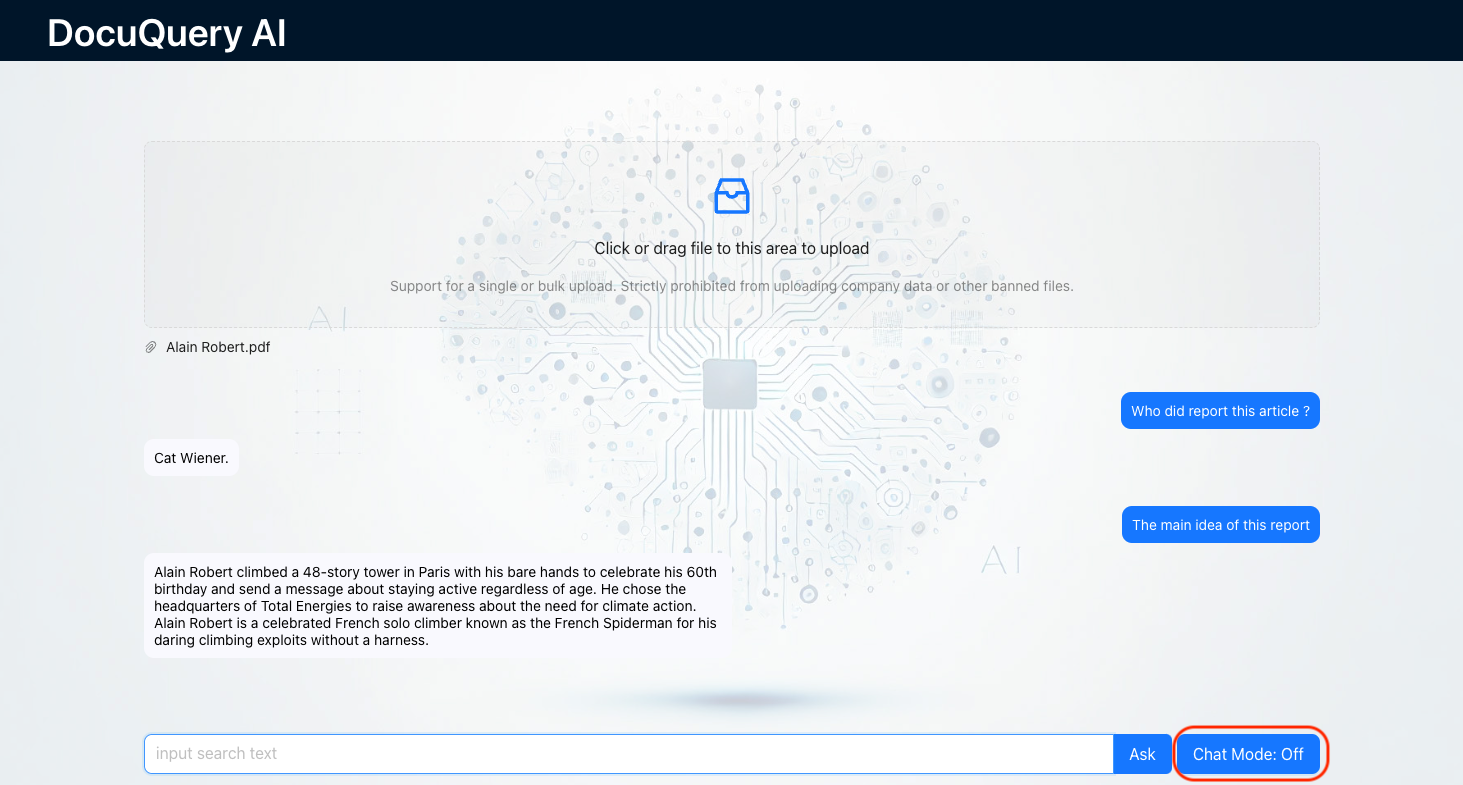 DocuQuery AI
Click or drag file to this area to upload
Support for a single or bulk upload. Strictly prohibited from uploading company data or other banned files.
AI
Alain Robert.pdf
Who did report this article ?
Cat Wiener.
The main idea of this report
AI
Alain Robert climbed a 48-story tower in Paris with his bare hands to celebrate his 60th
birthday and send a message about staying active regardless of age. He chose the
headquarters of Total Energies to raise awareness about the need for climate action.
Alain Robert is a celebrated French solo climber known as the French Spiderman for his
daring climbing exploits without a harness.
input search text
Ask
Chat Mode: Off